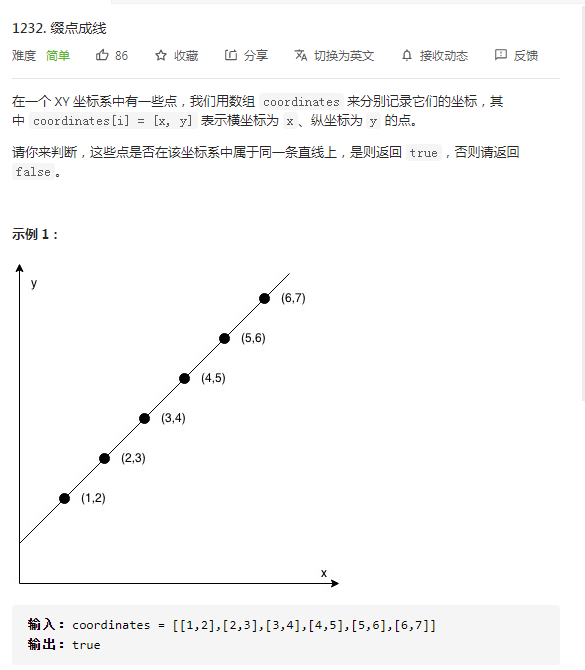 1232. 缀点成线
难度 简单 86 收藏 分享 切换为英文 接收动态 反馈
在一个 XY 坐标系中有一些点，我们用数组 coordinates 来分别记录它们的坐标，其
中 coordinates[i] = [x, y] 表示横坐标为 x、纵坐标为 y 的点。
请你来判断，这些点是否在该坐标系中属于同一条直线上，是则返回 true，否则请返回
false。
示例 1：
y
(6,7)
(5,6)
(4,5)
(3,4)
(2,3)
(1,2)
x
输入：coordinates = [[1,2],[2,3],[3,4],[4,5],[5,6],[6,7]]
输出：true